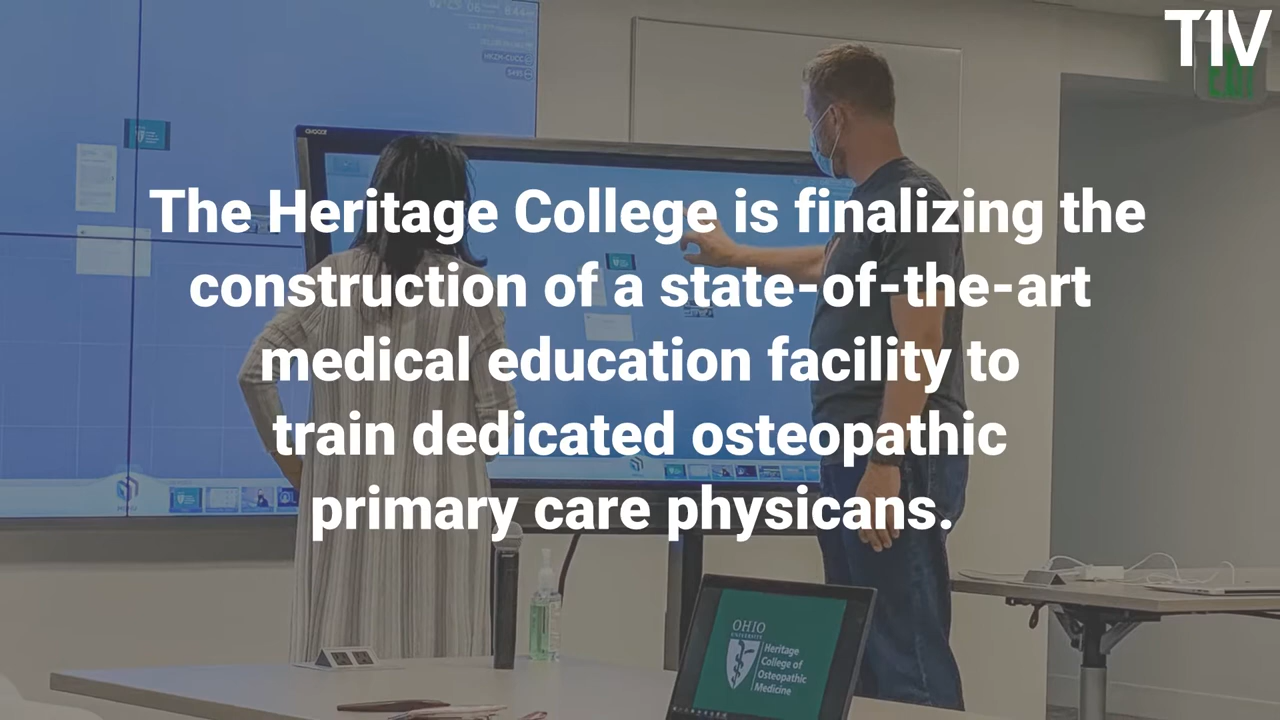 T1V
The Heritage College is finalizing the
construction of a state-of-the-art
medical education facility to
train dedicated osteopathic
primary care physicans.
OHIO
UNIVERSITY
Heritage
College of
Osteopathic
Medicine